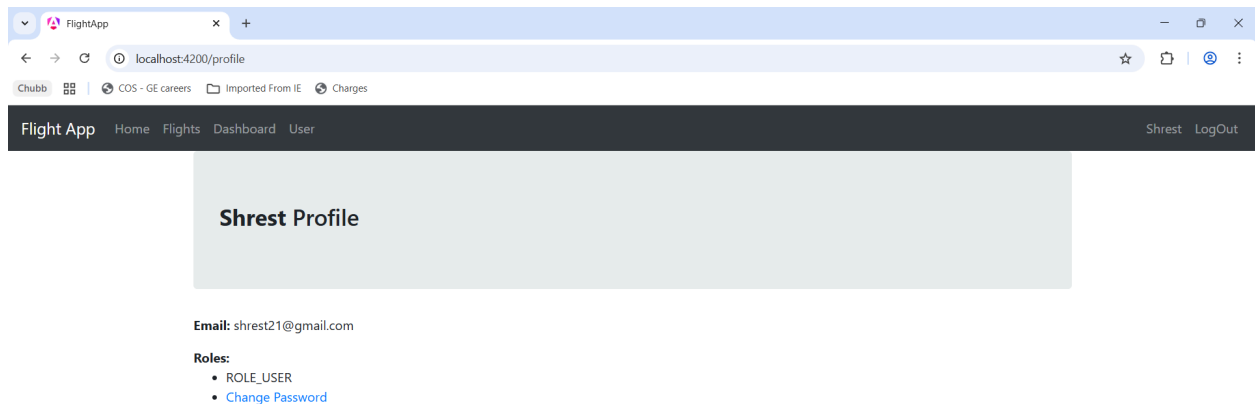 FlightApp
localhost:4200/profile
Chubb COS - GE careers Imported From IE Charges
Flight App Home Flights Dashboard User Shrest LogOut
Shrest Profile
Email: shrest21@gmail.com
Roles:
• ROLE_USER
• Change Password